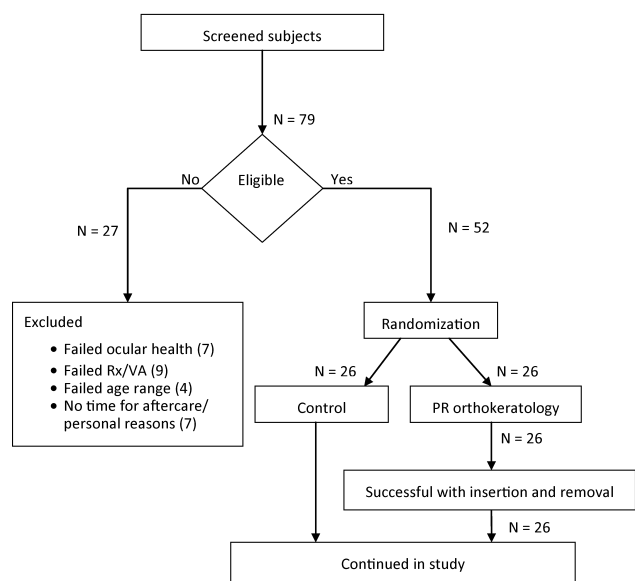 Screened subjects
N = 79
No
Eligible
Yes
N = 27
N = 52
Excluded
• Failed ocular health (7)
• Failed Rx/VA (9)
• Failed age range (4)
• No time for aftercare/
personal reasons (7)
Randomization
N = 26
N = 26
Control
PR orthokeratology
N = 26
Successful with insertion and removal
N = 26
Continued in study